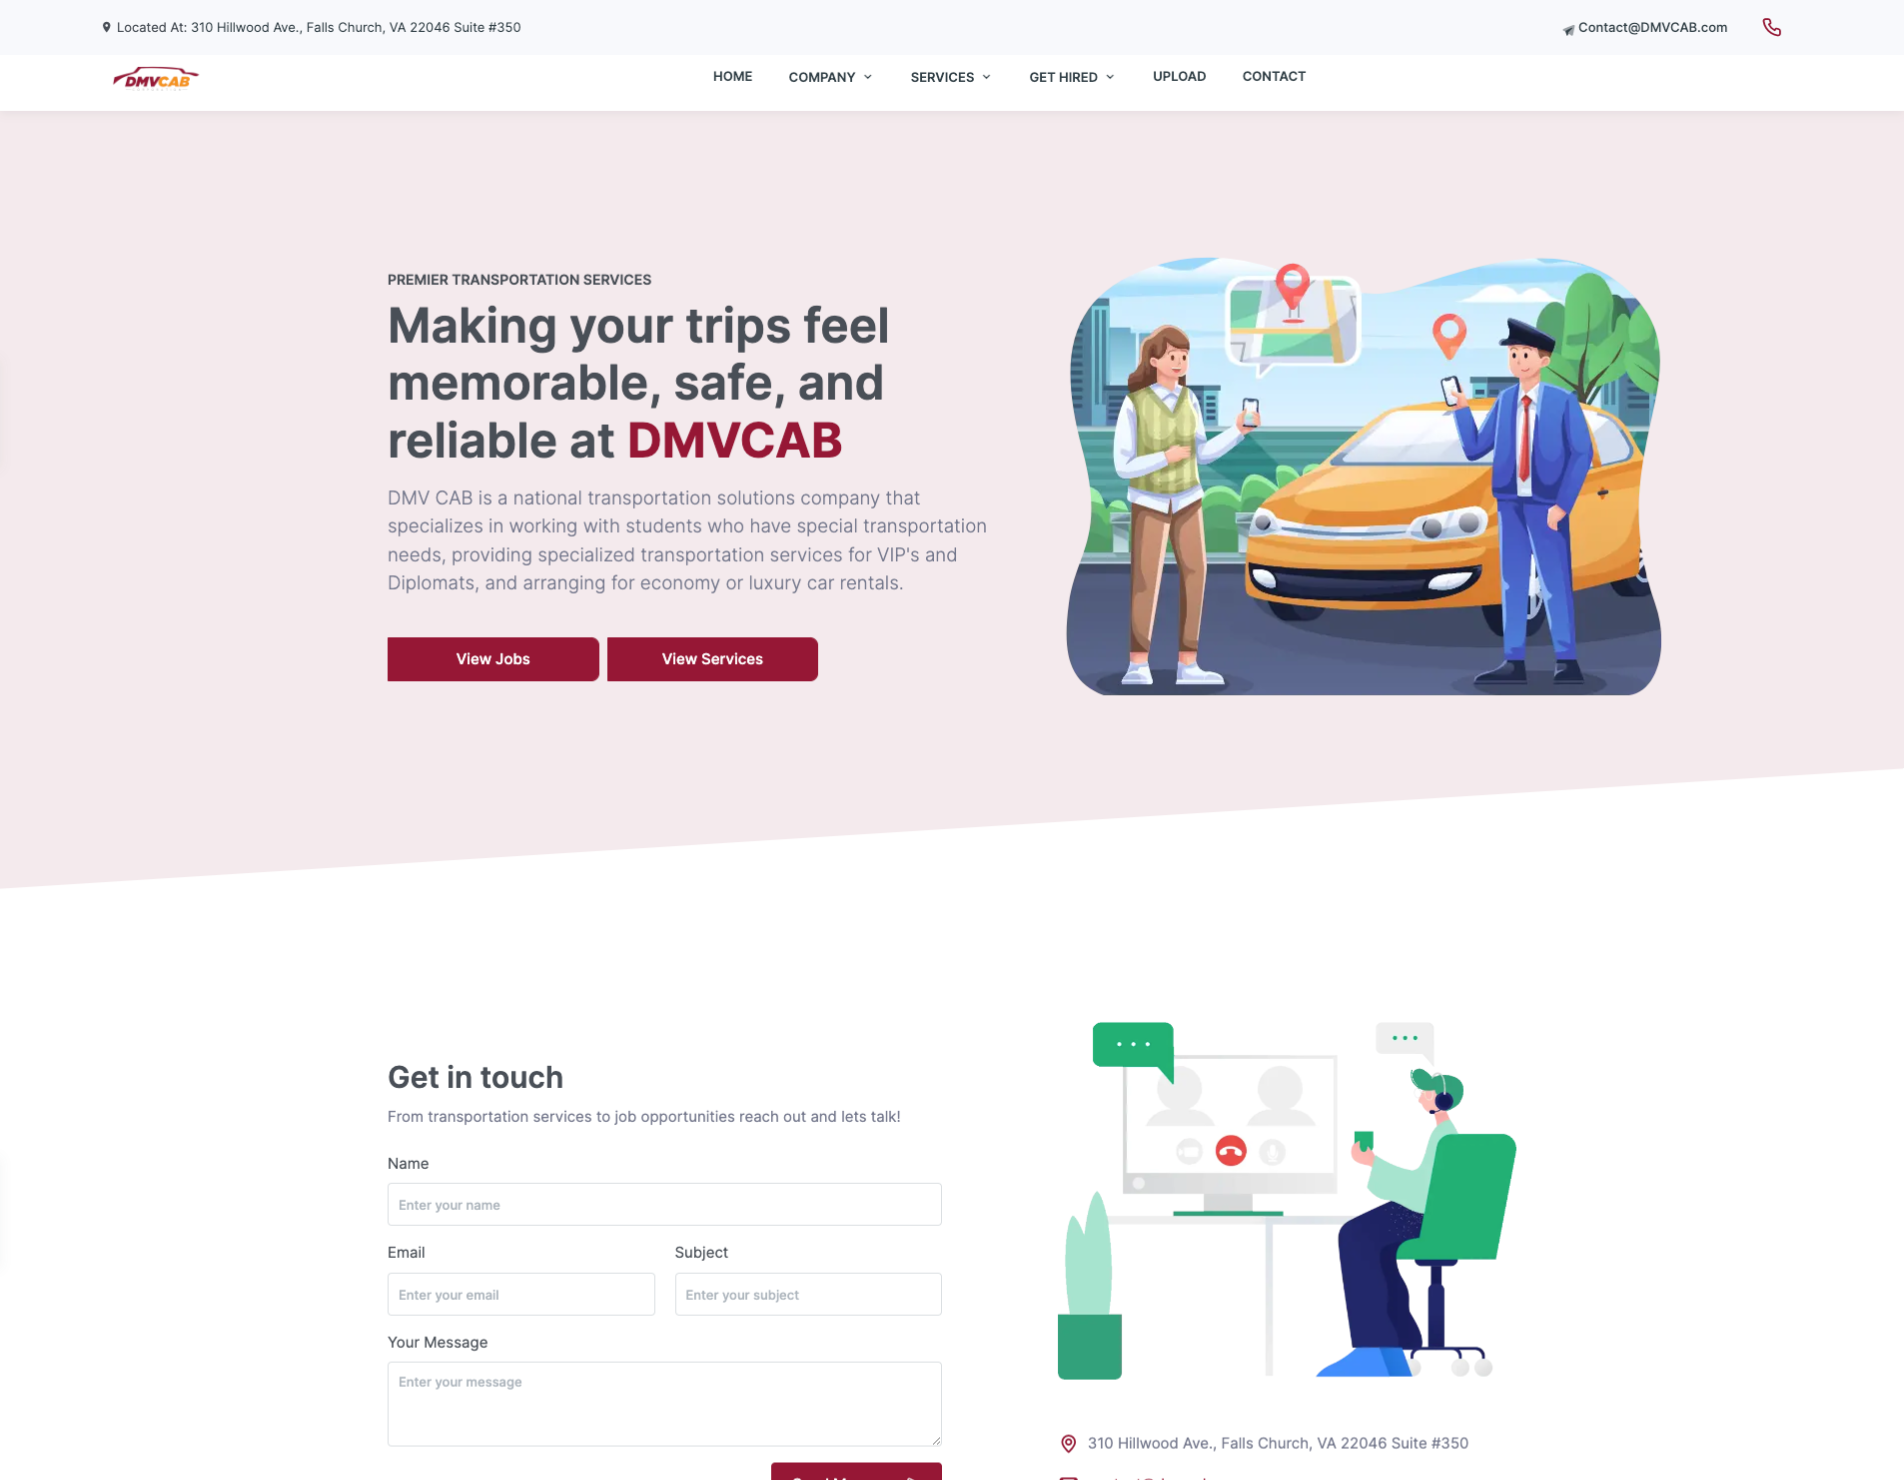 Located At: 310 Hillwood Ave., Falls Church, VA 22046 Suite #350
Contact@DMVCAB.com
DMVCAB
HOME
COMPANY
SERVICES
GET HIRED
UPLOAD
CONTACT
PREMIER TRANSPORTATION SERVICES
Making your trips feel
memorable, safe, and
reliable at DMVCAB
DMV CAB is a national transportation solutions company that
specializes in working with students who have special transportation
needs, providing specialized transportation services for VIP's and
Diplomats, and arranging for economy or luxury car rentals.
View Jobs
View Services
Get in touch
From transportation services to job opportunities reach out and lets talk!
Name
Enter your name
Email
Subject
Enter your email
Enter your subject
Your Message
Enter your message
310 Hillwood Ave., Falls Church, VA 22046 Suite #350